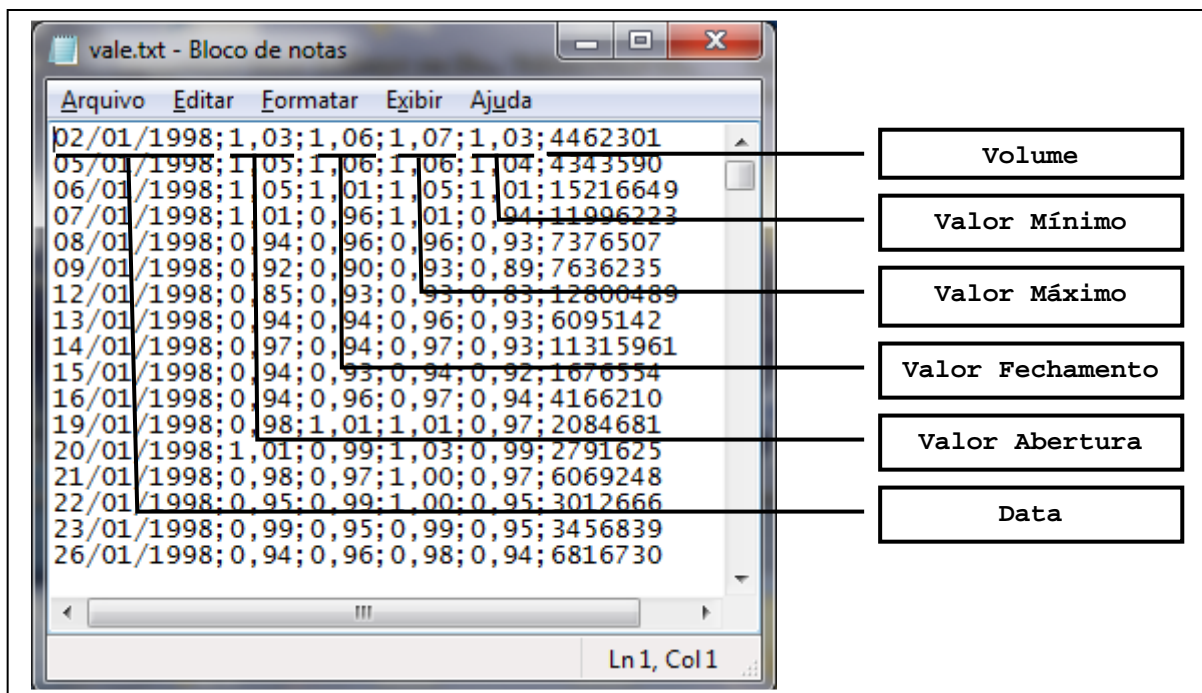 vale.txt - Bloco de notas
Arquivo Editar Formatar Exibir Ajuda
02/01/1998;1,03;1,06;1,07;1,03;4462301
05/01/1998;1,05;1,06;1,06;1,04;4343590
06/01/1998;1,05;1,01;1,05;1,01;15216649
07/01/1998;1,01;0,96;1,01;0,94;11996223
08/01/1998;0,94;0,96;0,96;0,93;7376507
09/01/1998;0,92;0,90;0,93;0,89;7636235
12/01/1998;0,85;0,93;0,93;0,83;12800489
13/01/1998;0,94;0,94;0,96;0,93;6095142
14/01/1998;0,97;0,94;0,97;0,93;11315961
15/01/1998;0,94;0,93;0,94;0,92;1676554
16/01/1998;0,94;0,96;0,97;0,94;4166210
19/01/1998;0,98;1,01;1,01;0,97;2084681
20/01/1998;1,01;0,99;1,03;0,99;2791625
21/01/1998;0,98;0,97;1,00;0,97;6069248
22/01/1998;0,95;0,99;1,00;0,95;3012666
23/01/1998;0,99;0,95;0,99;0,95;3456839
26/01/1998;0,94;0,96;0,98;0,94;6816730
Ln 1, Col 1
Volume
Valor Mínimo
Valor Máximo
Valor Fechamento
Valor Abertura
Data